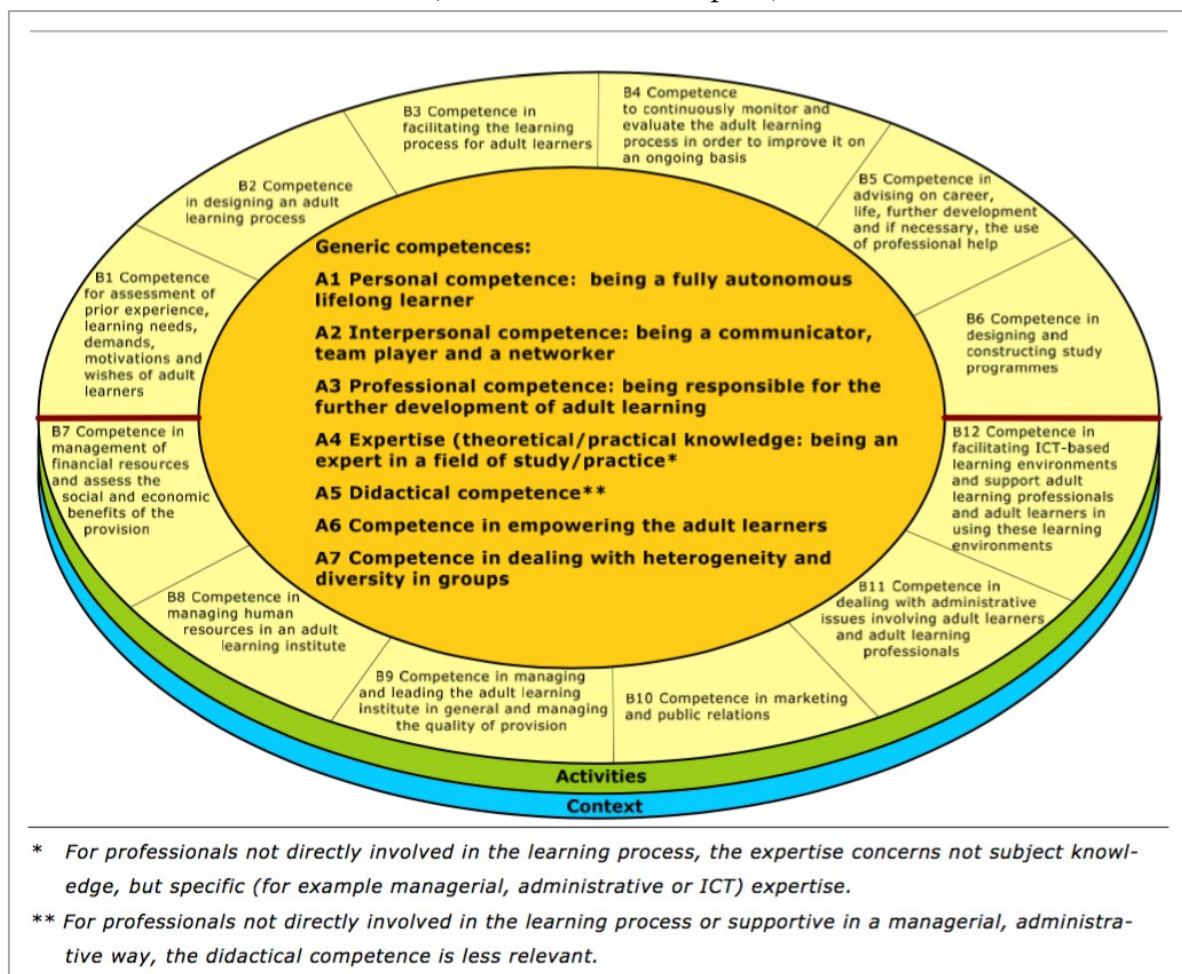 B4 Competence
to continuously monitor and
evaluate the adult learning
process in order to improve it on
an ongoing basis
B3 Competence in
facilitating the learning
process for adult learners
B5 Competence in
advising on career,
life, further development
and if necessary, the use
of professional help
B2 Competence
in designing an adult
learning process
B1 Competence
for assessment of
prior experience,
learning needs,
demands,
motivations and
wishes of adult
learners
B6 Competence in
designing and
constructing study
programmes
Generic competences:
A1 Personal competence: being a fully autonomous
lifelong learner
A2 Interpersonal competence: being a communicator,
team player and a networker
A3 Professional competence: being responsible for the
further development of adult learning
A4 Expertise (theoretical/practical knowledge: being an
expert in a field of study/practice*
A5 Didactical competence**
A6 Competence in empowering the adult learners
A7 Competence in dealing with heterogeneity and
diversity in groups
B7 Competence in
management of
financial resources
and assess the
social and economic
benefits of the
provision
B12 Competence in
facilitating ICT-based
learning environments
and support adult
learning professionals
and adult learners in
using these learning
environments
B8 Competence in
managing human
resources in an adult
learning institute
B11 Competence in
dealing with administrative
issues involving adult learners
and adult learning
professionals
B9 Competence in managing
and leading the adult learning
institute in general and managing
the quality of provision
B10 Competence in marketing
and public relations
Activities
Context
* For professionals not directly involved in the learning process, the expertise concerns not subject knowl-
edge, but specific (for example managerial, administrative or ICT) expertise.
** For professionals not directly involved in the learning process or supportive in a managerial, administra-
tive way, the didactical competence is less relevant.